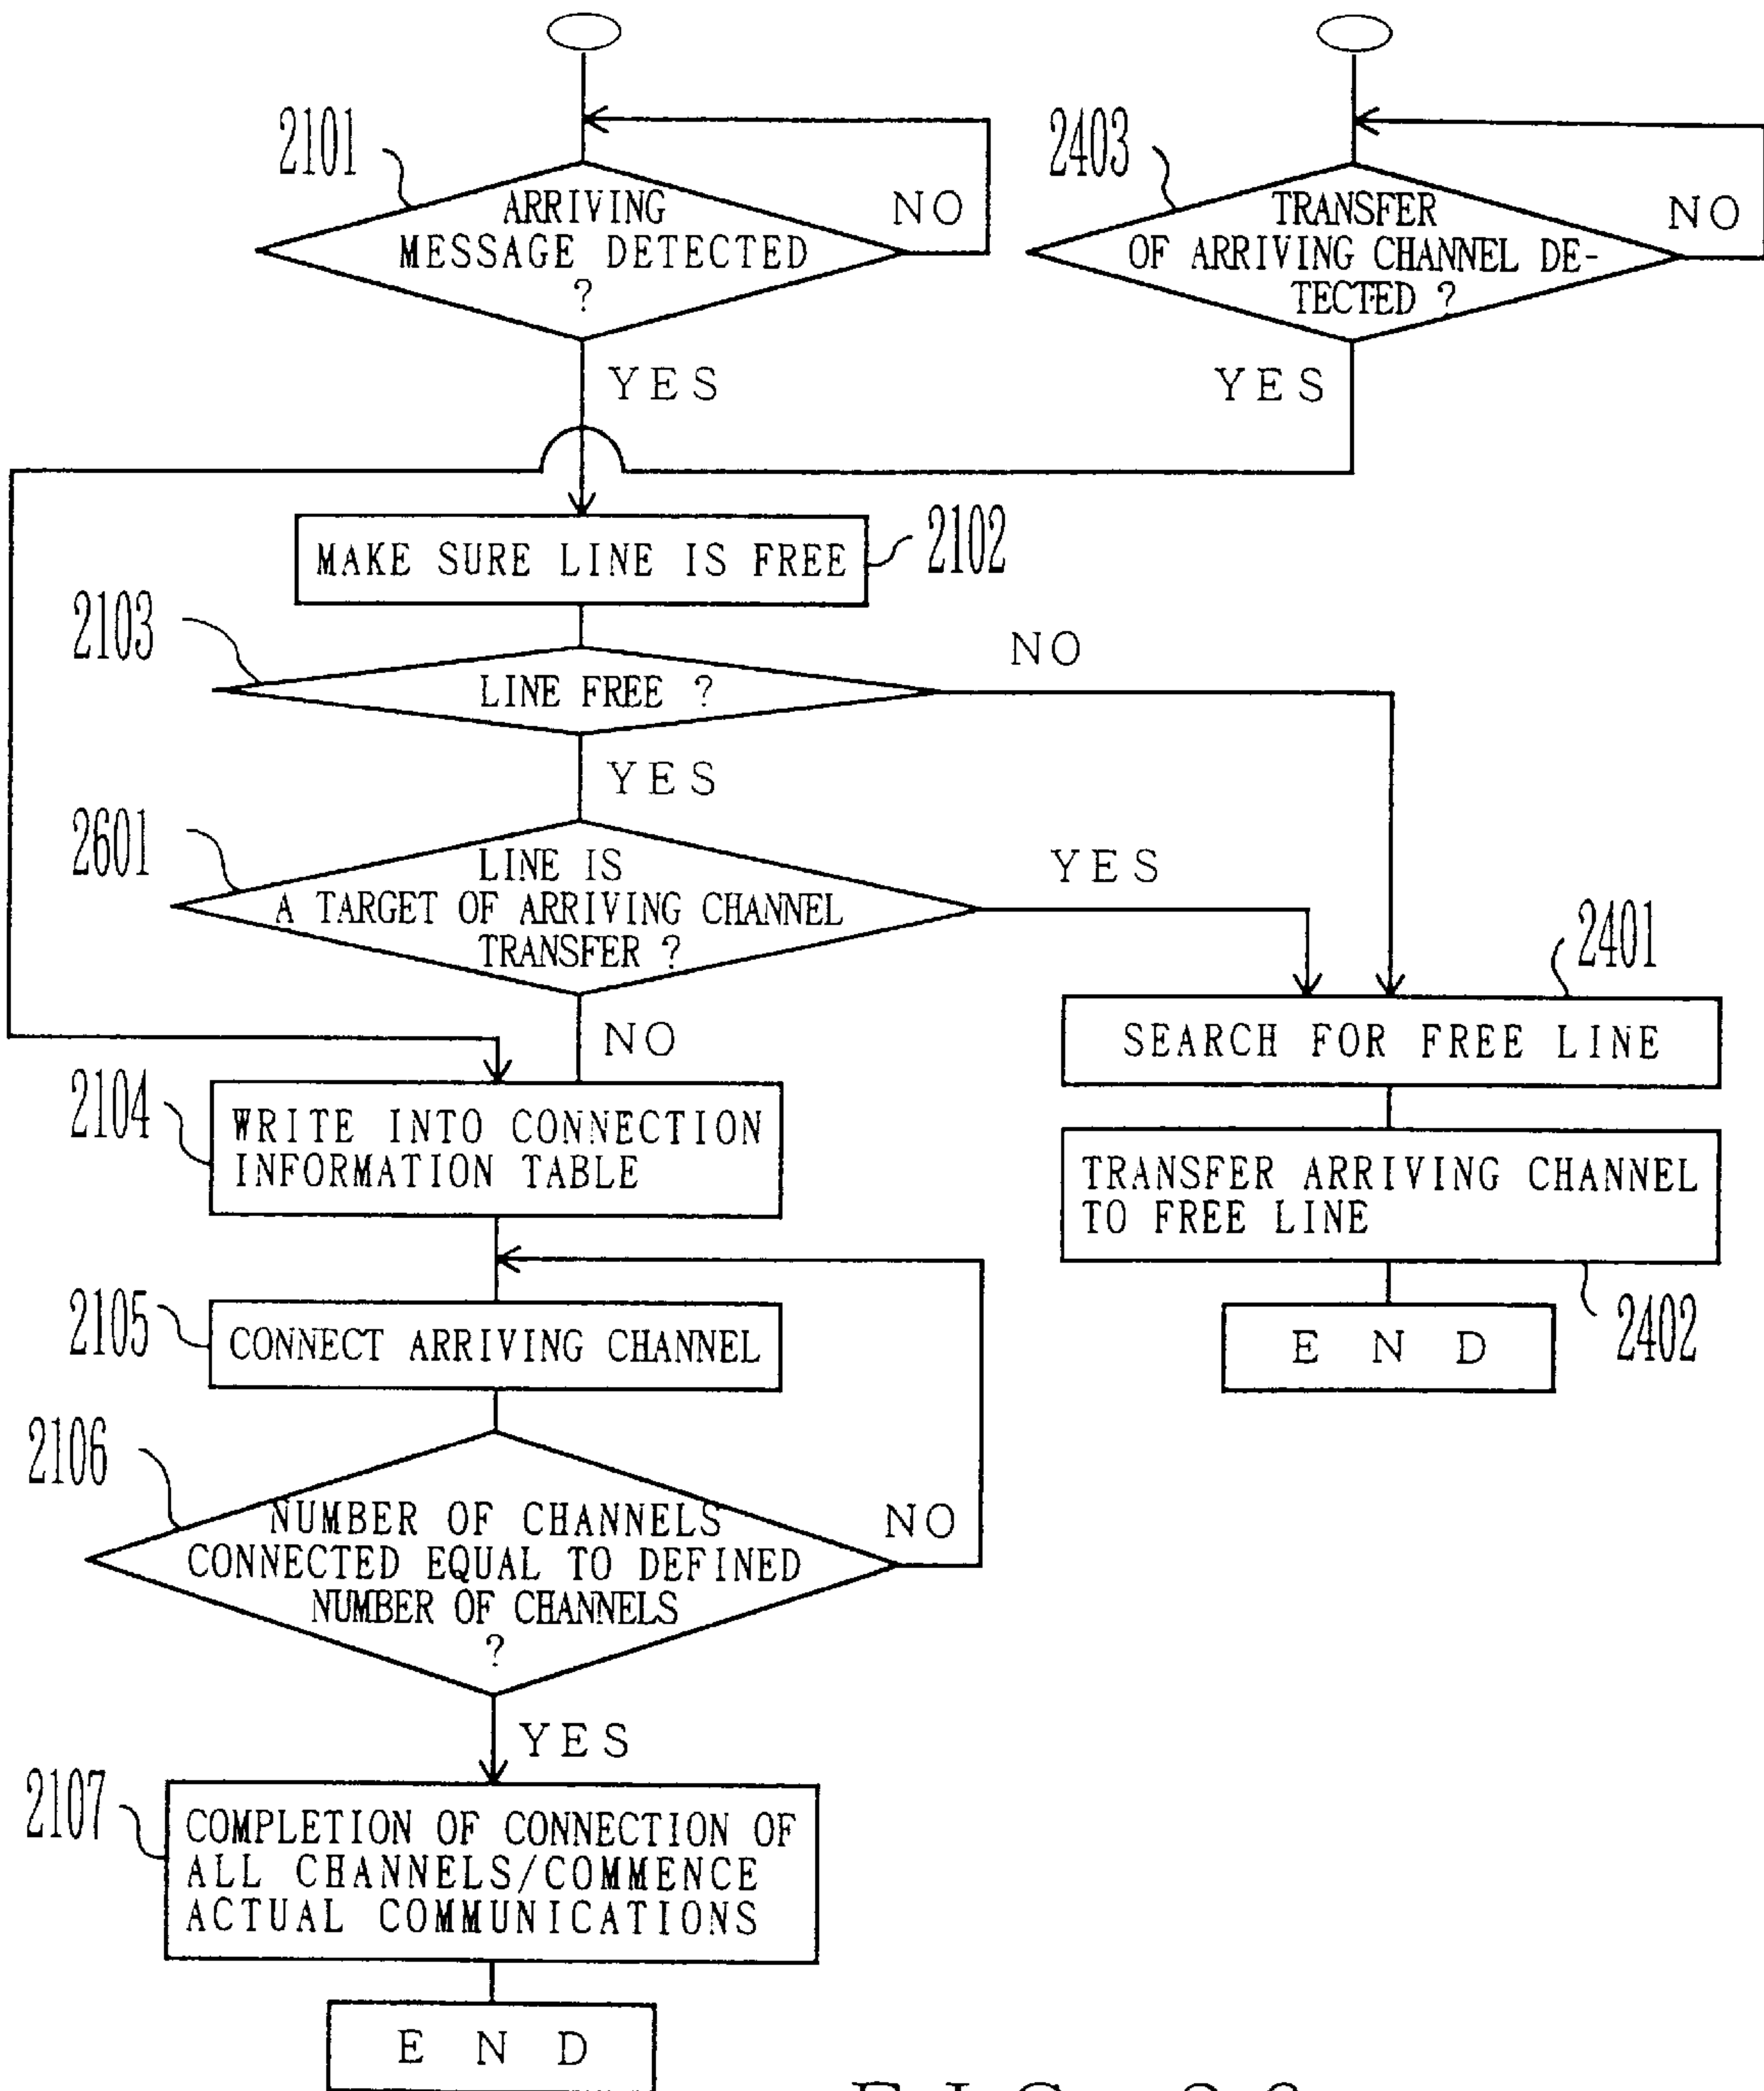 2101
ARRIVING
MESSAGE DETECTED
?
NO
2403
TRANSFER
OF ARRIVING CHANNEL DE-
TECTED ?
NO
YES
YES
MAKE SURE LINE IS FREE
2102
2103
LINE FREE ?
NO
YES
2601
LINE IS
A TARGET OF ARRIVING CHANNEL
TRANSFER ?
YES
NO
2401
SEARCH FOR FREE LINE
2104
WRITE INTO CONNECTION
INFORMATION TABLE
TRANSFER ARRIVING CHANNEL
TO FREE LINE
2402
END
2105
CONNECT ARRIVING CHANNEL
2106
NUMBER OF CHANNELS
CONNECTED EQUAL TO DEFINED
NUMBER OF CHANNELS
?
NO
YES
2107
COMPLETION OF CONNECTION OF
ALL CHANNELS/COMMENCE
ACTUAL COMMUNICATIONS
END